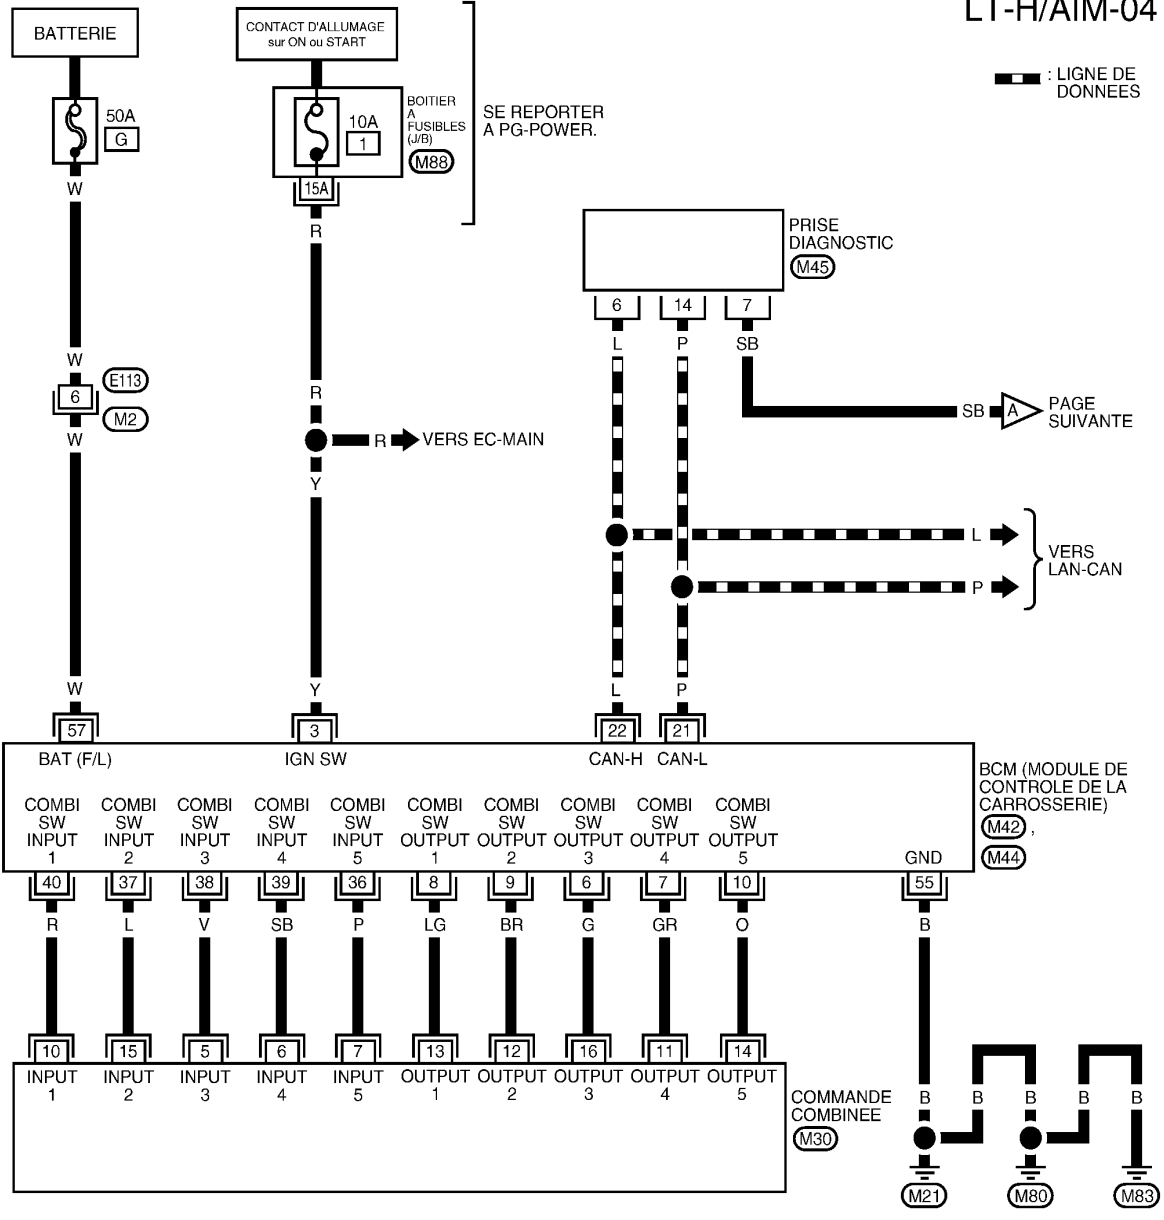 LT-H/AIM-04
BATTERIE
CONTACT D'ALLUMAGE
sur ON ou START
: LIGNE DE
DONNEES
50A
G
10A
1
BOITIER
A
FUSIBLES
(J/B)
M88
SE REPORTER
A PG-POWER.
15A
W
R
PRISE
DIAGNOSTIC
M45
6
14
7
L
P
SB
W
E113
6
M2
W
R
SB
A
PAGE
SUIVANTE
R
VERS EC-MAIN
Y
L
P
VERS
LAN-CAN
W
Y
L
P
57
3
22
21
BAT (F/L)
IGN SW
CAN-H
CAN-L
BCM (MODULE DE
CONTROLE DE LA
CARROSSERIE)
M42 ,
M44
COMBI COMBI COMBI COMBI COMBI COMBI COMBI COMBI COMBI COMBI
SW SW SW SW SW SW SW SW SW SW
INPUT INPUT INPUT INPUT INPUT OUTPUT OUTPUT OUTPUT OUTPUT OUTPUT
1 2 3 4 5 1 2 3 4 5
GND
40 37 38 39 36 8 9 6 7 10 55
R L V SB P LG BR G GR O B
10 15 5 6 7 13 12 16 11 14
INPUT INPUT INPUT INPUT INPUT OUTPUT OUTPUT OUTPUT OUTPUT OUTPUT
1 2 3 4 5 1 2 3 4 5
COMMANDE
COMBINEE
M30
B B B B B
M21 M80 M83